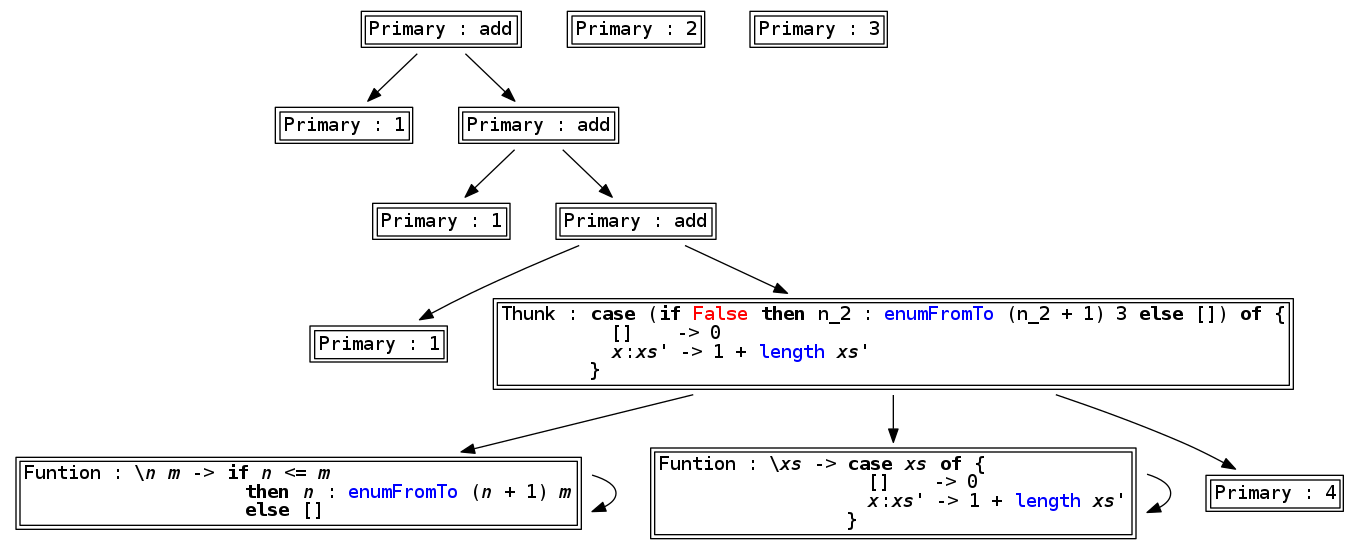 Primary : add
Primary : 2
Primary : 3
Primary : 1
Primary : add
Primary : 1
Primary : add
Primary : 1
Thunk : case (if False then n_2 : enumFromTo (n_2 + 1) 3 else []) of {
[] -> 0
x:xs' -> 1 + length xs'
}
Funtion : \n m -> if n <= m
then n : enumFromTo (n + 1) m
else []
Funtion : \xs -> case xs of {
[] -> 0
x:xs' -> 1 + length xs'
}
Primary : 4